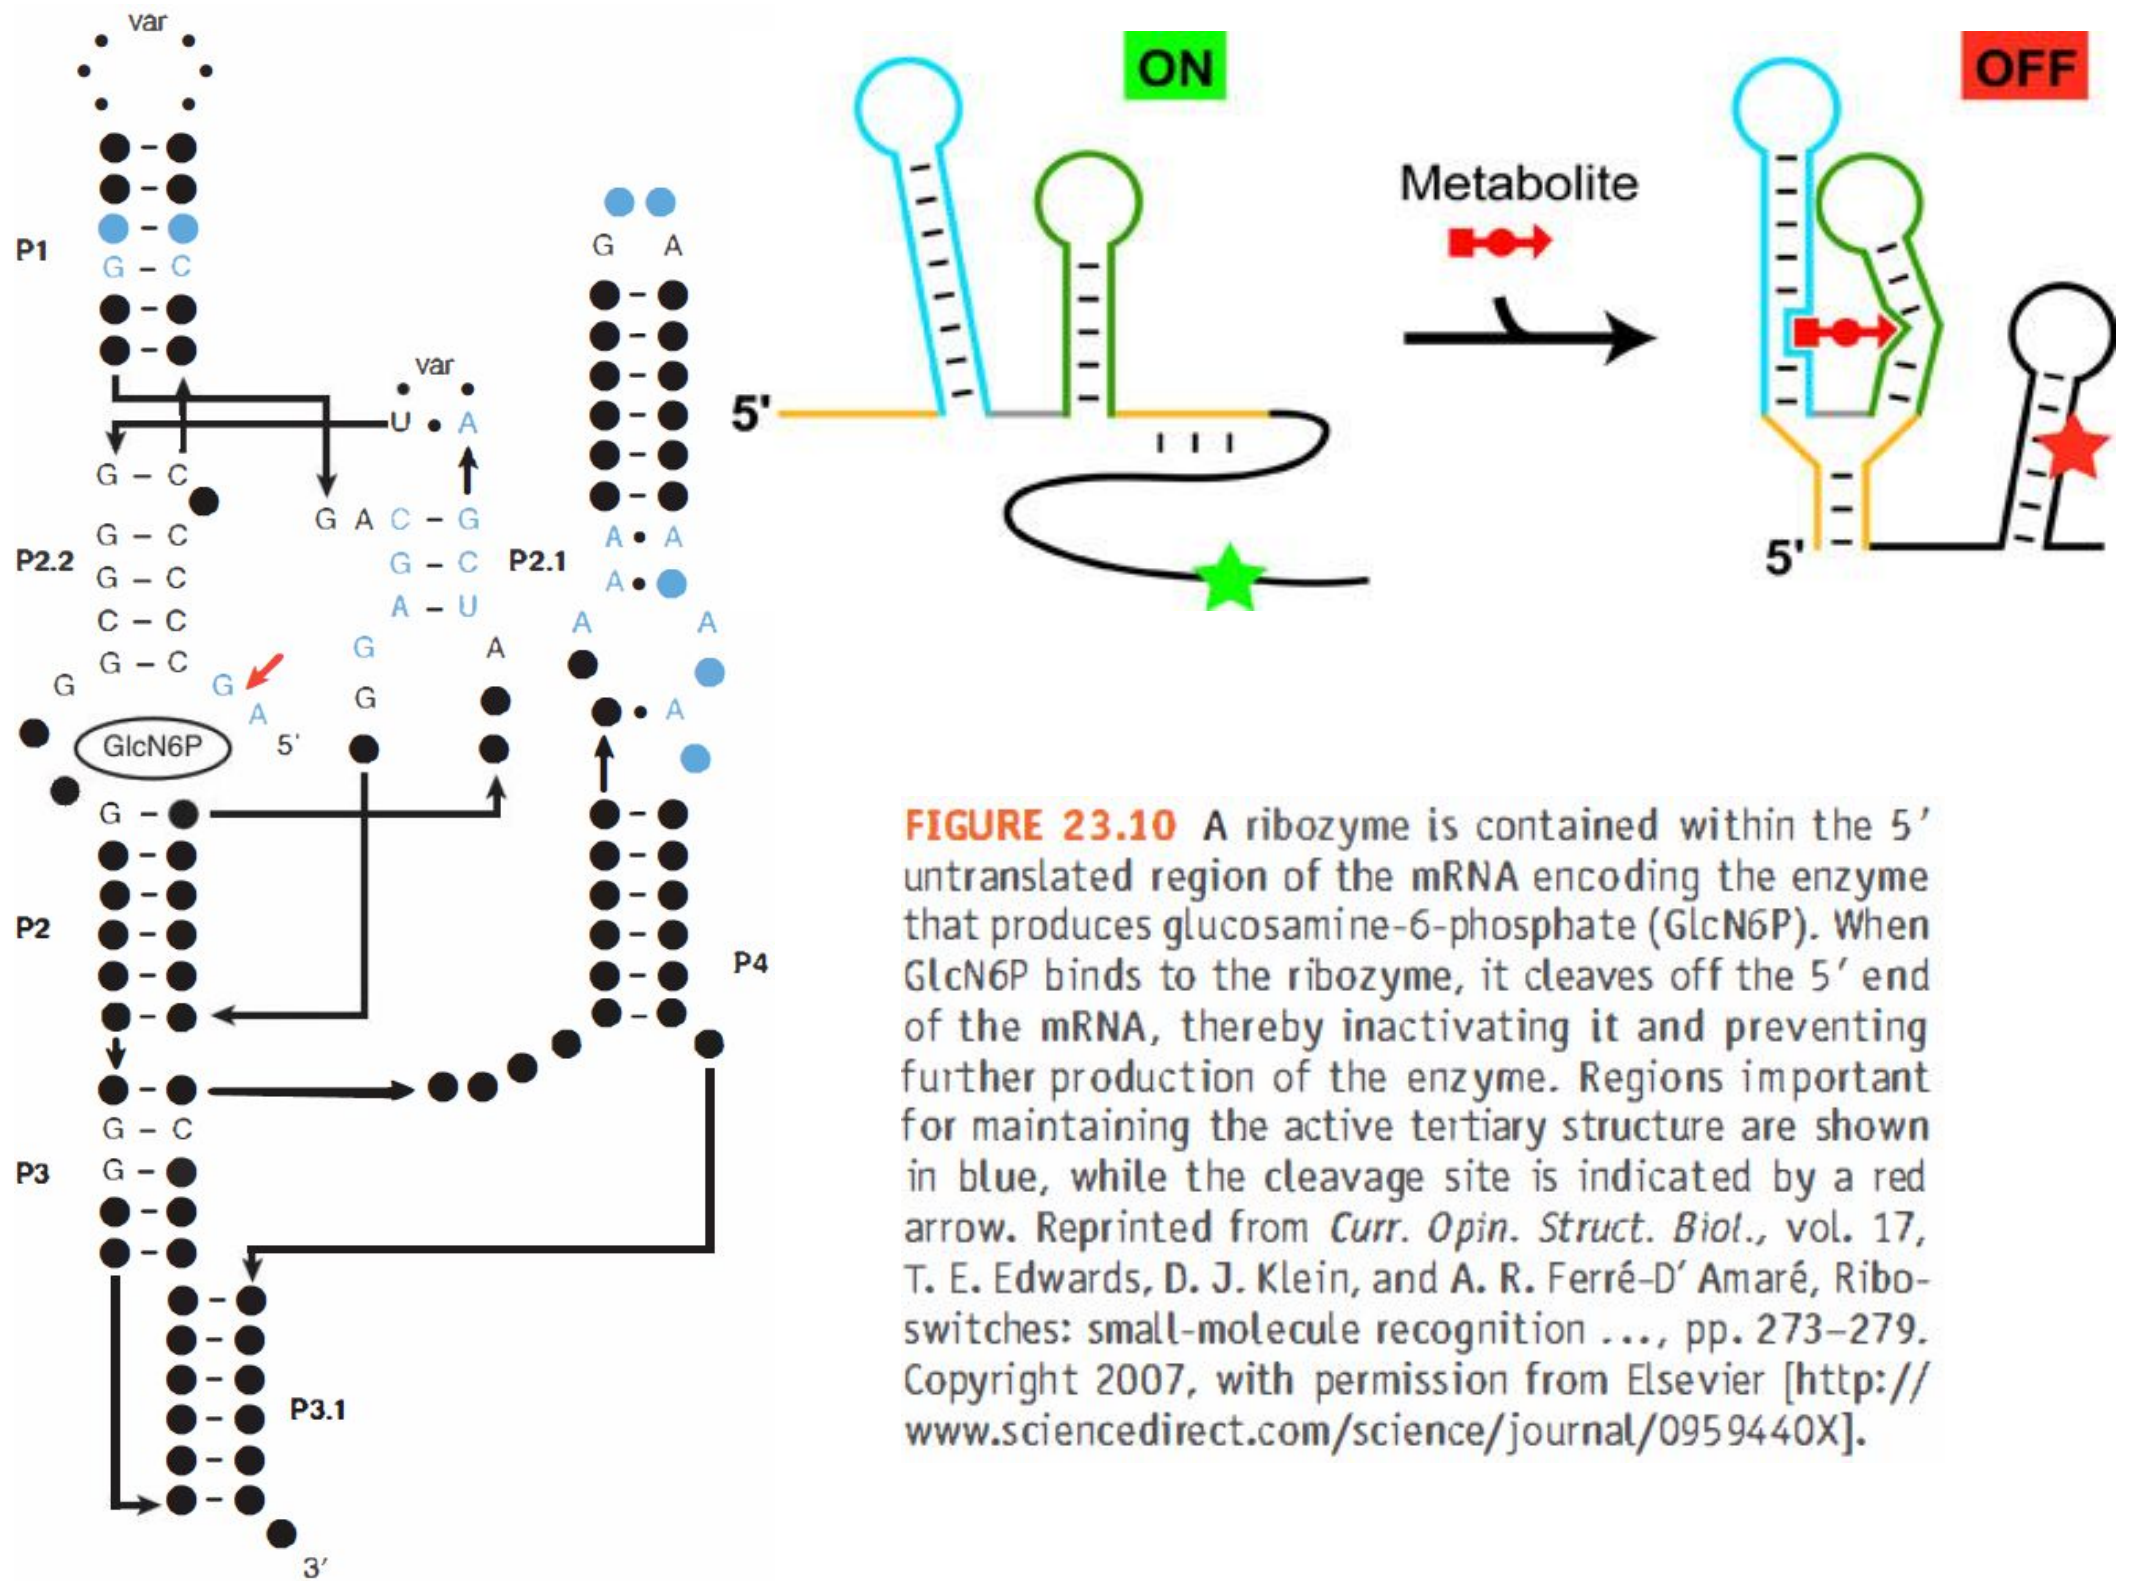 var
P1
G – C
var
U • A
G – C
G A C – G
G – C
P2.2
G – C
G – C
P2.1
C – C
A – U
G – C
G
G
A
G
A
G
GlcN6P
5'
G –
P2
G – C
P3
G –
P3.1
3′
G A
A • A
A •
A A
• A
P4
ON
5'
Metabolite
OFF
5'
FIGURE 23.10 A ribozyme is contained within the 5′
untranslated region of the mRNA encoding the enzyme
that produces glucosamine-6-phosphate (GlcN6P). When
GlcN6P binds to the ribozyme, it cleaves off the 5′ end
of the mRNA, thereby inactivating it and preventing
further production of the enzyme. Regions important
for maintaining the active tertiary structure are shown
in blue, while the cleavage site is indicated by a red
arrow. Reprinted from Curr. Opin. Struct. Biol., vol. 17,
T. E. Edwards, D. J. Klein, and A. R. Ferré-D′ Amaré, Ribo-
switches: small-molecule recognition ..., pp. 273–279.
Copyright 2007, with permission from Elsevier [http://
www.sciencedirect.com/science/journal/0959440X].